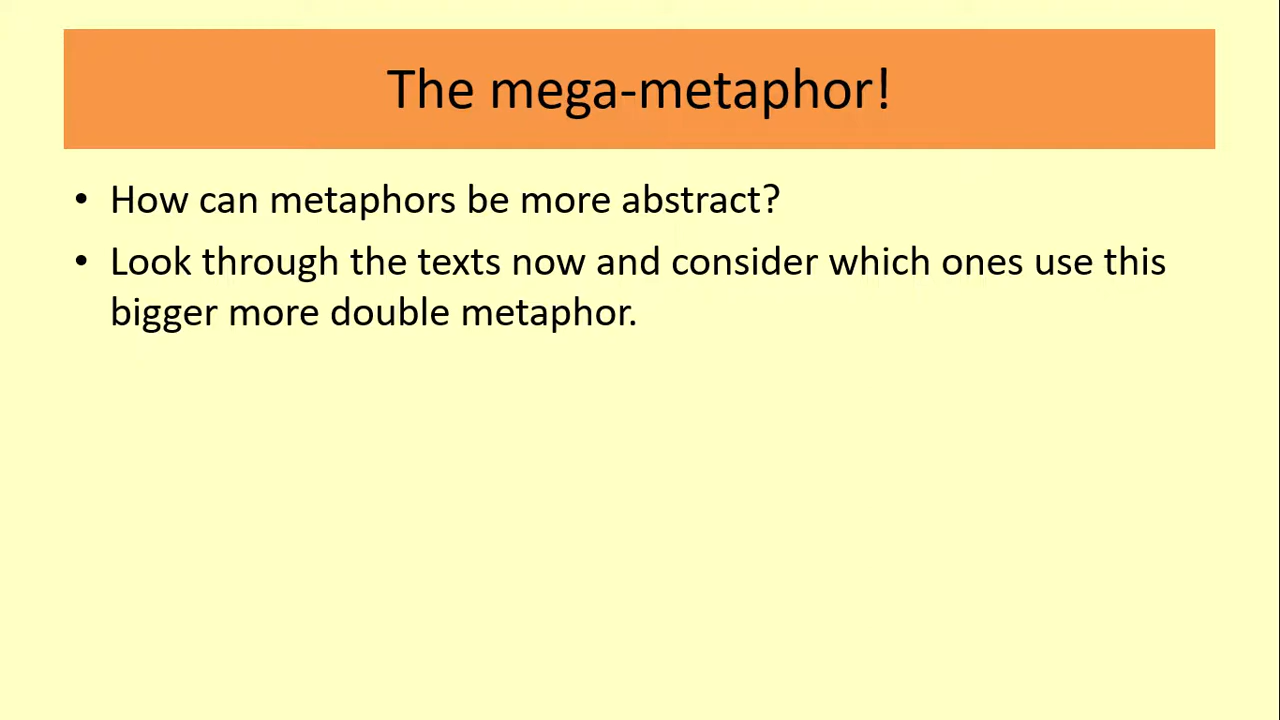 The mega-metaphor!
• How can metaphors be more abstract?
• Look through the texts now and consider which ones use this
bigger more double metaphor.